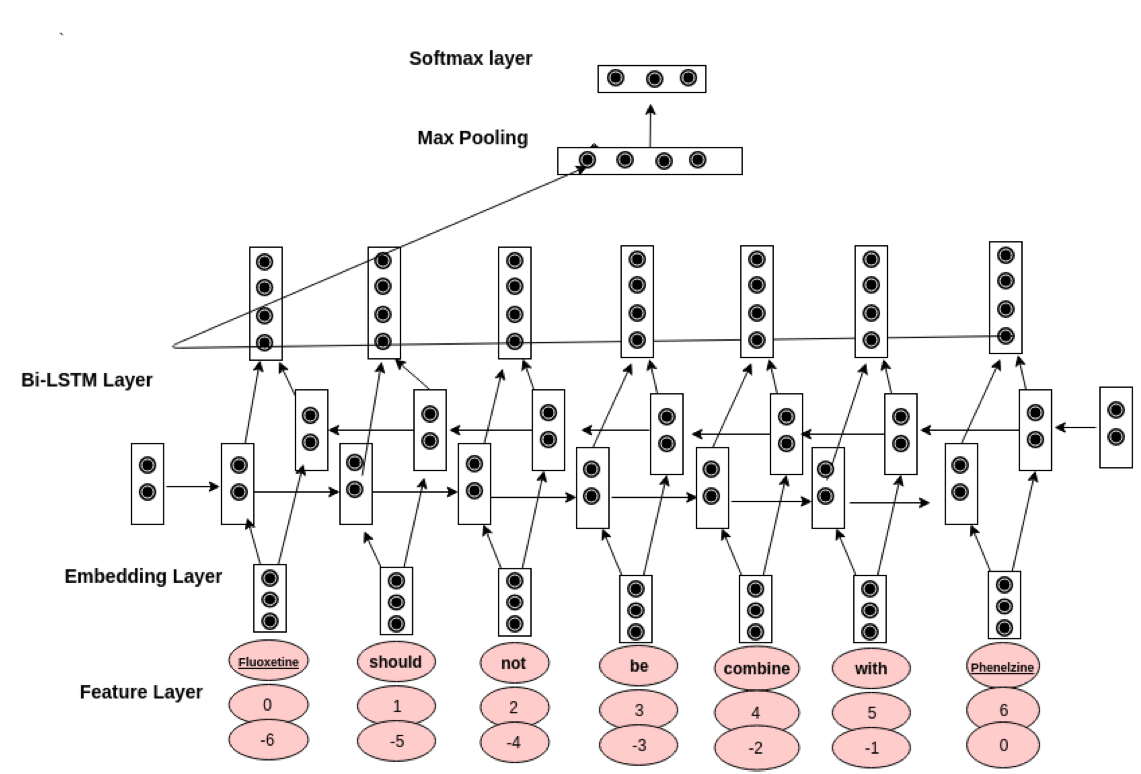 `
Softmax layer
Max Pooling
Bi-LSTM Layer
Embedding Layer
Fluoxetine should not be combine with Phenelzine
Feature Layer
0 1 2 3 4 5 6
-6 -5 -4 -3 -2 -1 0